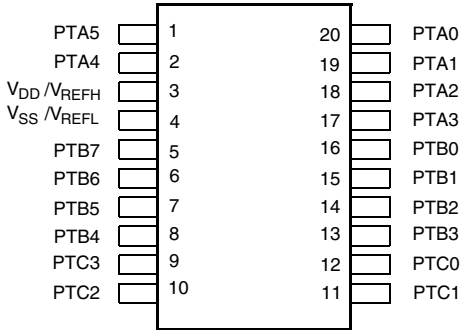 PTA5 1 20 PTA0
PTA4 2 19 PTA1
VDD /VREFH 3 18 PTA2
VSS /VREFL 4 17 PTA3
PTB7 5 16 PTB0
PTB6 6 15 PTB1
PTB5 7 14 PTB2
PTB4 8 13 PTB3
PTC3 9 12 PTC0
PTC2 10 11 PTC1